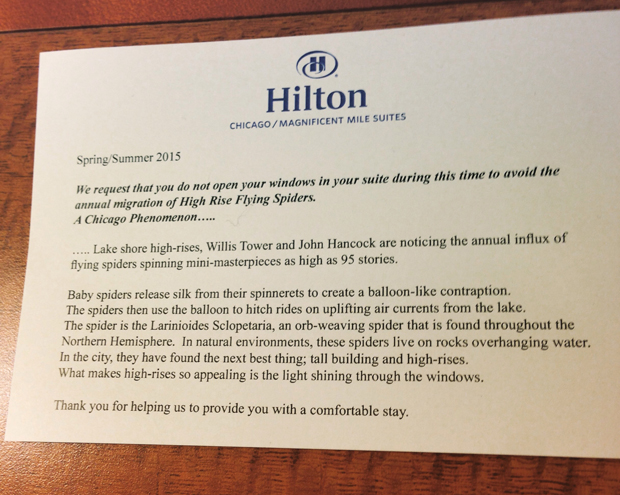 H
Hilton
CHICAGO/MAGNIFICENT MILE SUITES
Spring/Summer 2015
We request that you do not open your windows in your suite during this time to avoid the
annual migration of High Rise Flying Spiders.
A Chicago Phenomenon.....
..... Lake shore high-rises, Willis Tower and John Hancock are noticing the annual influx of
flying spiders spinning mini-masterpieces as high as 95 stories.
Baby spiders release silk from their spinnerets to create a balloon-like contraption.
The spiders then use the balloon to hitch rides on uplifting air currents from the lake.
The spider is the Larinioides Sclopetaria, an orb-weaving spider that is found throughout the
Northern Hemisphere. In natural environments, these spiders live on rocks overhanging water.
In the city, they have found the next best thing; tall building and high-rises.
What makes high-rises so appealing is the light shining through the windows.
Thank you for helping us to provide you with a comfortable stay.